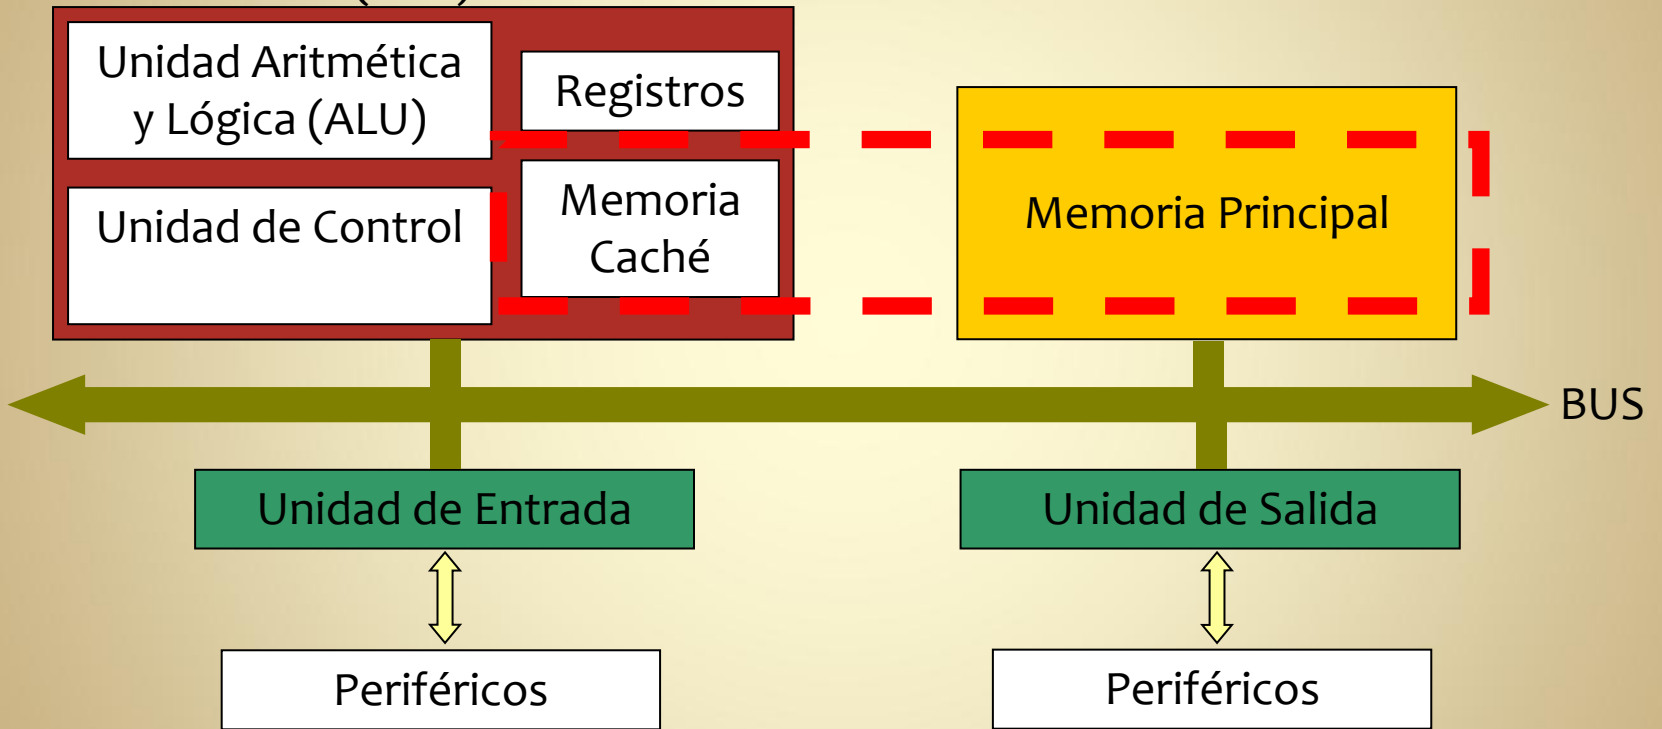 Unidad Aritmética
y Lógica (ALU)
Registros
Unidad de Control
Memoria
Caché
Memoria Principal
BUS
Unidad de Entrada
Unidad de Salida
Periféricos
Periféricos